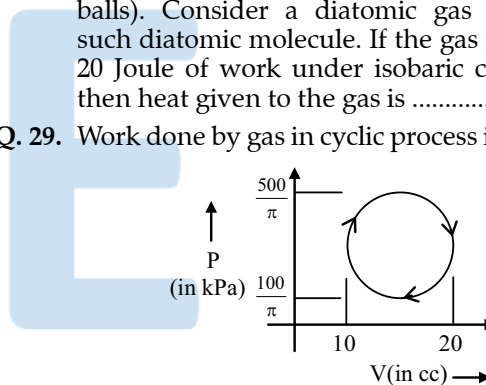 balls). Consider a diatomic gas
such diatomic molecule. If the gas
20 Joule of work under isobaric c
then heat given to the gas is ............
Q. 29. Work done by gas in cyclic process i
500
π
P
(in kPa)
100
π
10 20
V(in cc)